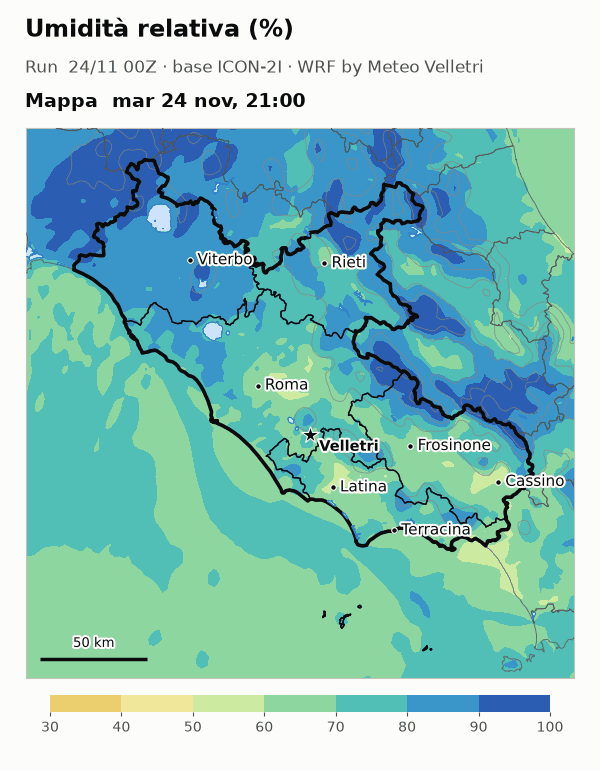 Umidità relativa (%)
Run 24/11 00Z · base ICON-2I · WRF by Meteo Velletri
Mappa mar 24 nov, 21:00
Viterbo
Rieti
Roma
Velletri
Frosinone
Cassino
Latina
Terracina
50 km
30 40 50 60 70 80 90 100